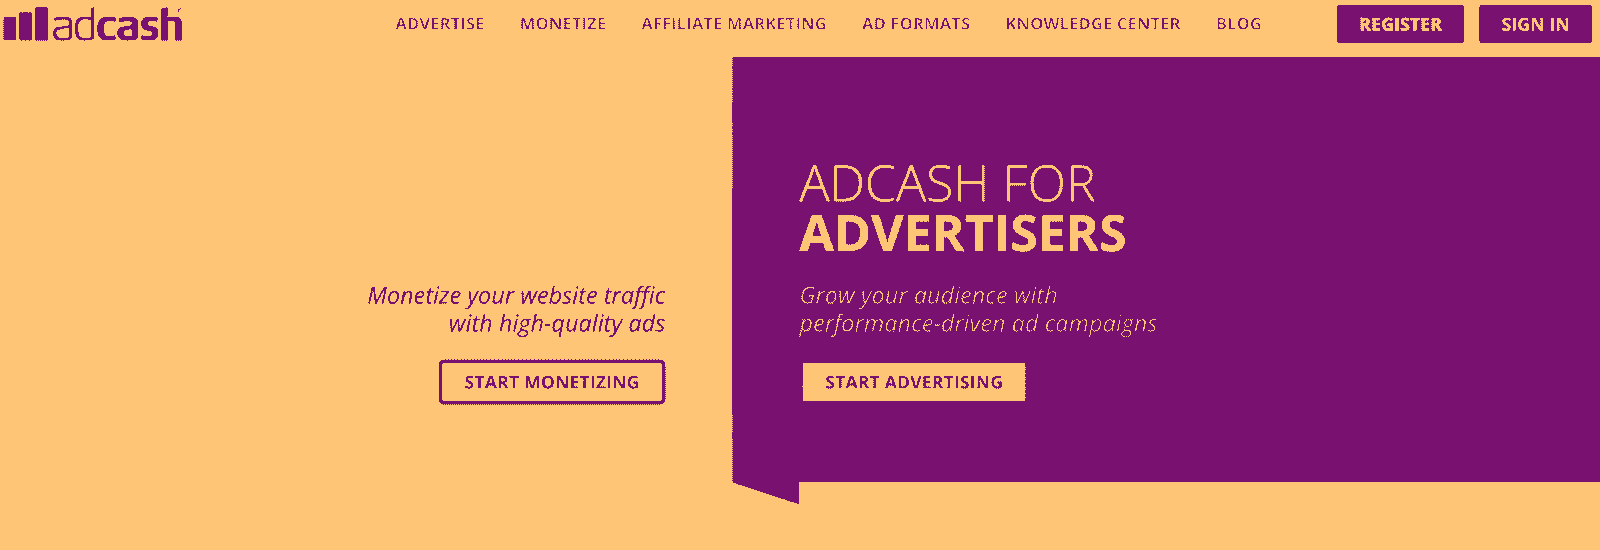 adcash
ADVERTISE MONETIZE AFFILIATE MARKETING AD FORMATS KNOWLEDGE CENTER BLOG REGISTER SIGN IN
Monetize your website traffic
with high-quality ads
START MONETIZING
ADCASH FOR
ADVERTISERS
Grow your audience with
performance-driven ad campaigns
START ADVERTISING